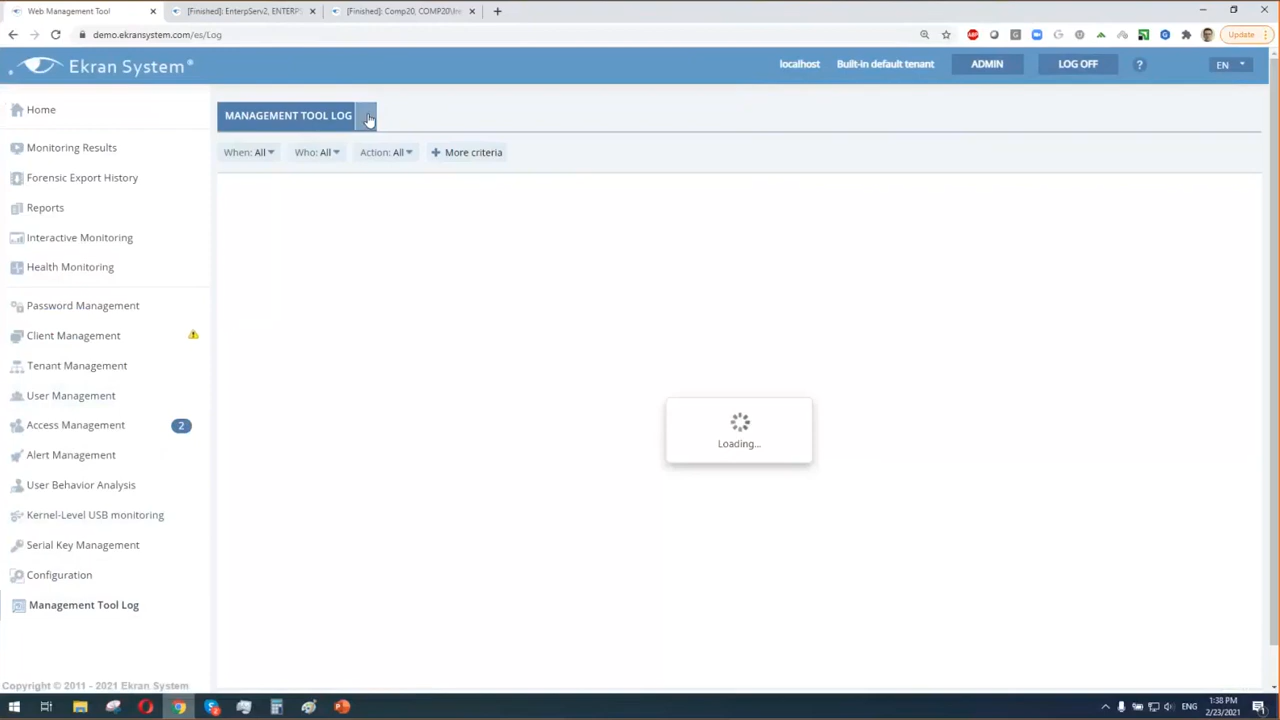 Web Management Tool
[Finished]: EnterpServ2, ENTERP
[Finished]: Comp20, COMP20\
demo.ekransystem.com/es/Log
Update
Ekran System®
localhost
Built-in default tenant
ADMIN
LOG OFF
?
EN
Home
Monitoring Results
Forensic Export History
Reports
Interactive Monitoring
Health Monitoring
Password Management
Client Management
Tenant Management
User Management
Access Management
2
Alert Management
User Behavior Analysis
Kernel-Level USB monitoring
Serial Key Management
Configuration
Management Tool Log
MANAGEMENT TOOL LOG
When: All
Who: All
Action: All
+ More criteria
Loading...
Copyright © 2011 - 2021 Ekran System
ENG
1:38 PM
2/23/2021